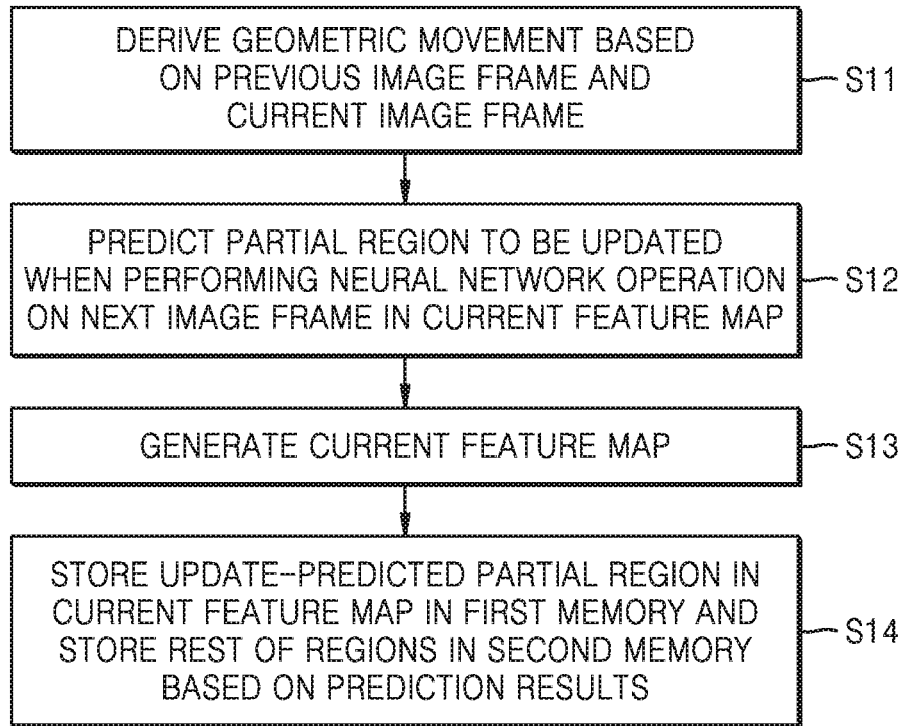 DERIVE GEOMETRIC MOVEMENT BASED
ON PREVIOUS IMAGE FRAME AND
CURRENT IMAGE FRAME
S11
PREDICT PARTIAL REGION TO BE UPDATED
WHEN PERFORMING NEURAL NETWORK OPERATION
ON NEXT IMAGE FRAME IN CURRENT FEATURE MAP
S12
GENERATE CURRENT FEATURE MAP
S13
STORE UPDATE-PREDICTED PARTIAL REGION IN
CURRENT FEATURE MAP IN FIRST MEMORY AND
STORE REST OF REGIONS IN SECOND MEMORY
BASED ON PREDICTION RESULTS
S14